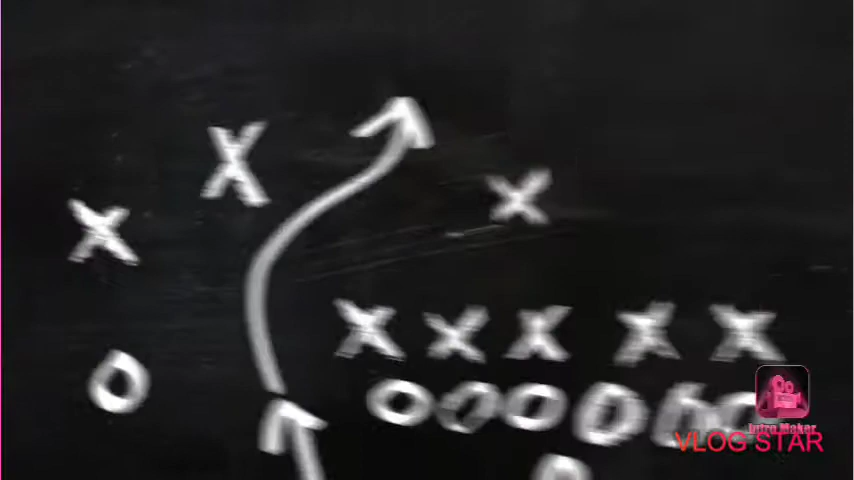 X
X
X
X X X X X
O
O O O O
Intro Maker
VLOG STAR